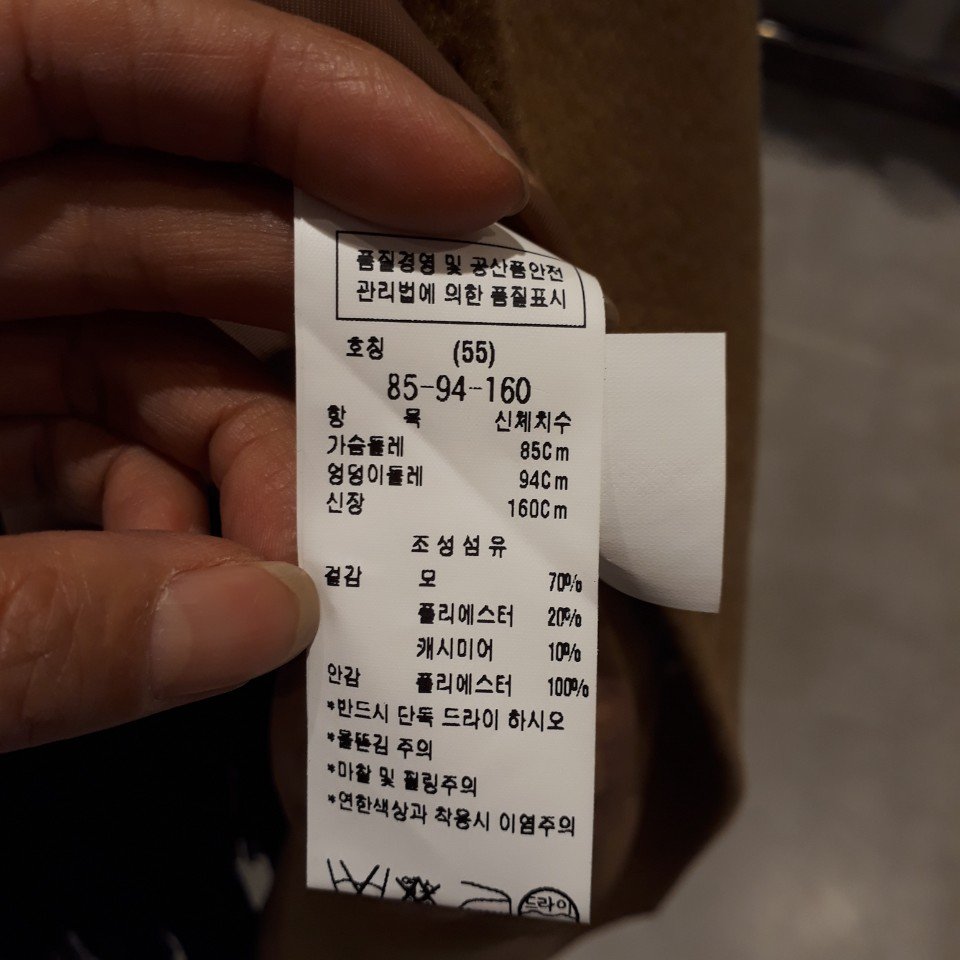 품질경영 및 공산품안전
관리법에 의한 품질표시
호칭 (55)
85-94-160
항 목 신체치수
가슴둘레 85Cm
엉덩이둘레 94Cm
신장 160Cm
조성섬유
겉감 모 70%
폴리에스터 20%
캐시미어 10%
안감 폴리에스터 100%
*반드시 단독 드라이 하시오
*올뜯김 주의
*마찰 및 필링주의
*연한색상과 착용시 이염주의
드라이